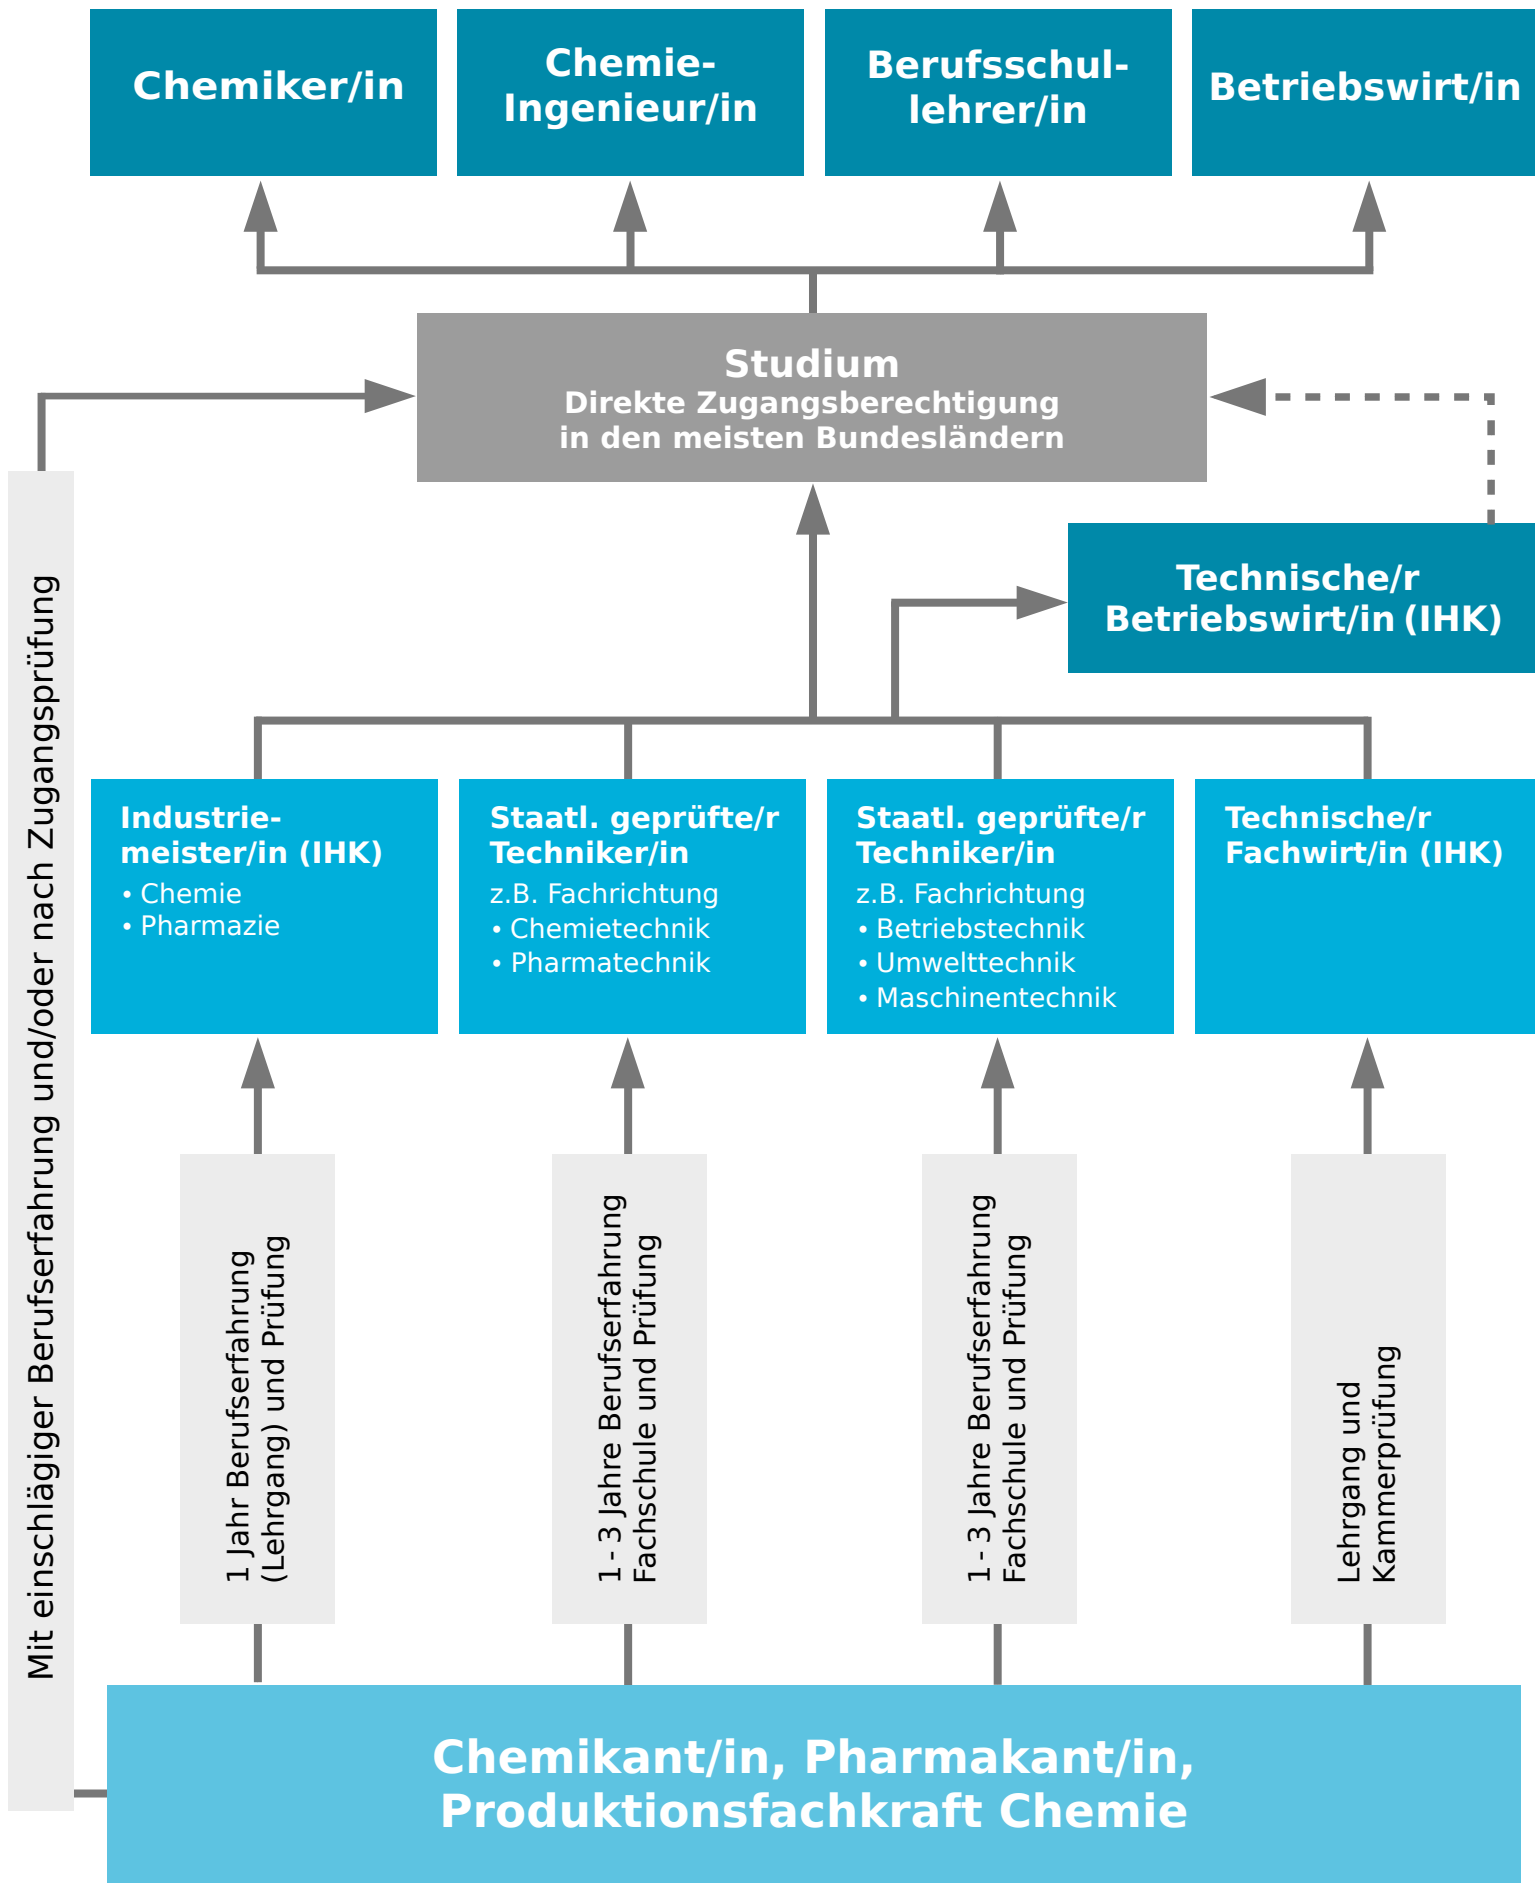 Chemiker/in
Chemie-
Ingenieur/in
Berufsschul-
lehrer/in
Betriebswirt/in
Studium
Direkte Zugangsberechtigung
in den meisten Bundesländern
Technische/r
Betriebswirt/in (IHK)
Mit einschlägiger Berufserfahrung und/oder nach Zugangsprüfung
Industrie-
meister/in (IHK)
• Chemie
• Pharmazie
Staatl. geprüfte/r
Techniker/in
z.B. Fachrichtung
• Chemietechnik
• Pharmatechnik
Staatl. geprüfte/r
Techniker/in
z.B. Fachrichtung
• Betriebstechnik
• Umwelttechnik
• Maschinentechnik
Technische/r
Fachwirt/in (IHK)
1 Jahr Berufserfahrung
(Lehrgang) und Prüfung
1 - 3 Jahre Berufserfahrung
Fachschule und Prüfung
1 - 3 Jahre Berufserfahrung
Fachschule und Prüfung
Lehrgang und
Kammerprüfung
Chemikant/in, Pharmakant/in,
Produktionsfachkraft Chemie